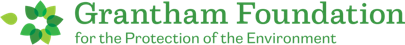 Grantham Foundation
for the Protection of the Environment